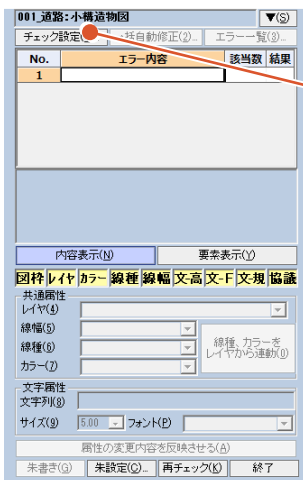 001_道路:小構造物図 ▼(S)
チェック設定( 括自動修正(2)... エラー一覧(3)...
No. エラー内容 該当数 結果
1
内容表示(N) 要素表示(Y)
図枠 レイヤ カラー 線種 線幅 文-高 文-F 文-規 協議
共通属性
レイヤ(4)
線幅(5)
線種(6)
カラー(7)
線種、カラーを
レイヤから連動(0)
文字属性
文字列(8)
サイズ(9) 5.00 フォント(P)
属性の変更内容を反映させる(A)
朱書き(G) 朱設定(C)... 再チェック(K) 終了